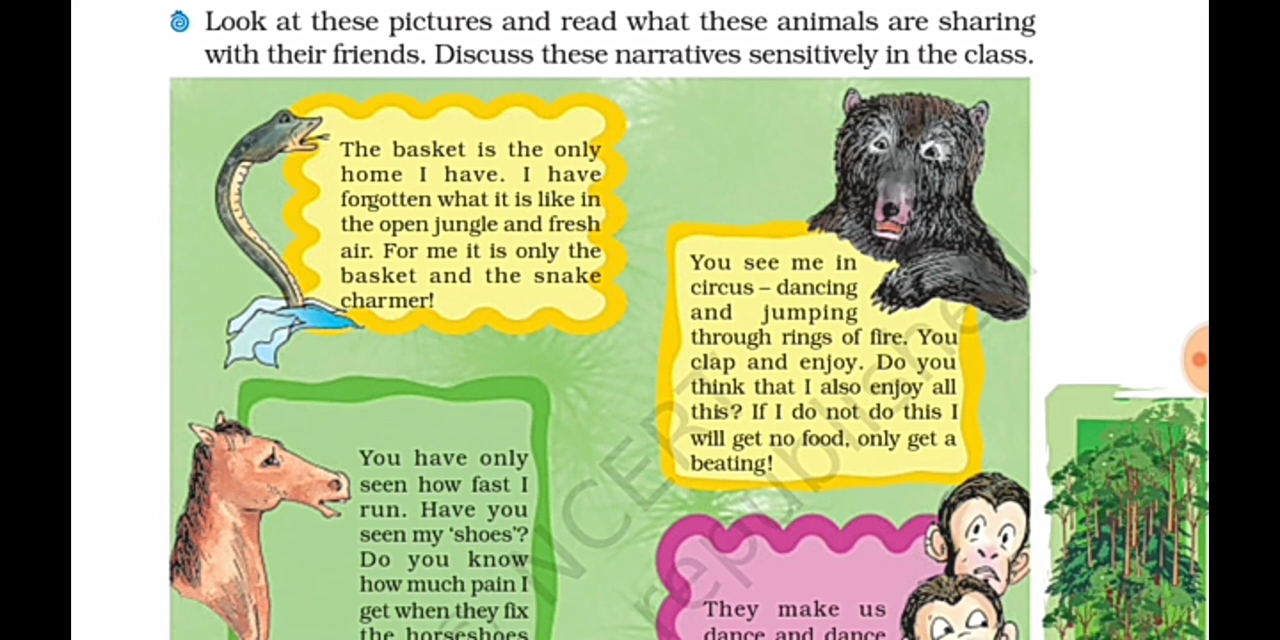 Look at these pictures and read what these animals are sharing
with their friends. Discuss these narratives sensitively in the class.
The basket is the only
home I have. I have
forgotten what it is like in
the open jungle and fresh
air. For me it is only the
basket and the snake
charmer!
You see me in
circus – dancing
and jumping
through rings of fire. You
clap and enjoy. Do you
think that I also enjoy all
this? If I do not do this I
will get no food, only get a
beating!
You have only
seen how fast I
run. Have you
seen my ‘shoes’?
Do you know
how much pain I
get when they fix
the horseshoes
They make us
dance and dance
NCERT
republished